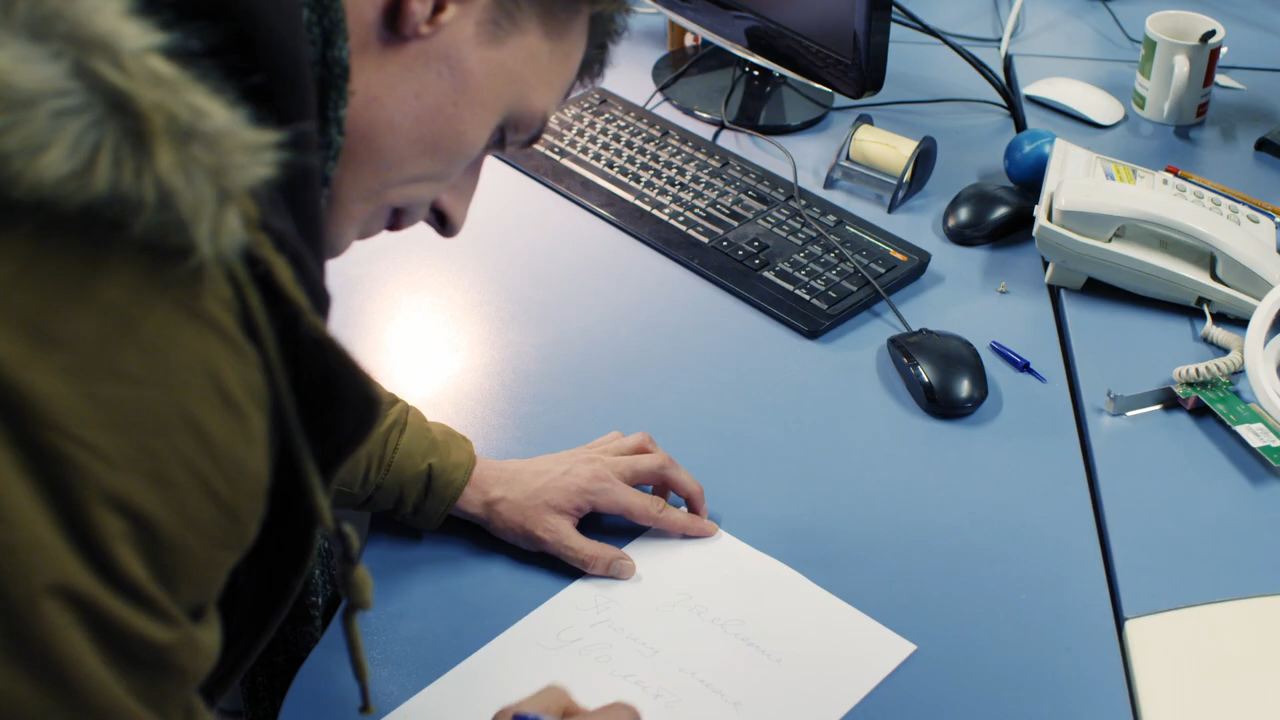 Заявление
Я прошу меня
уволить